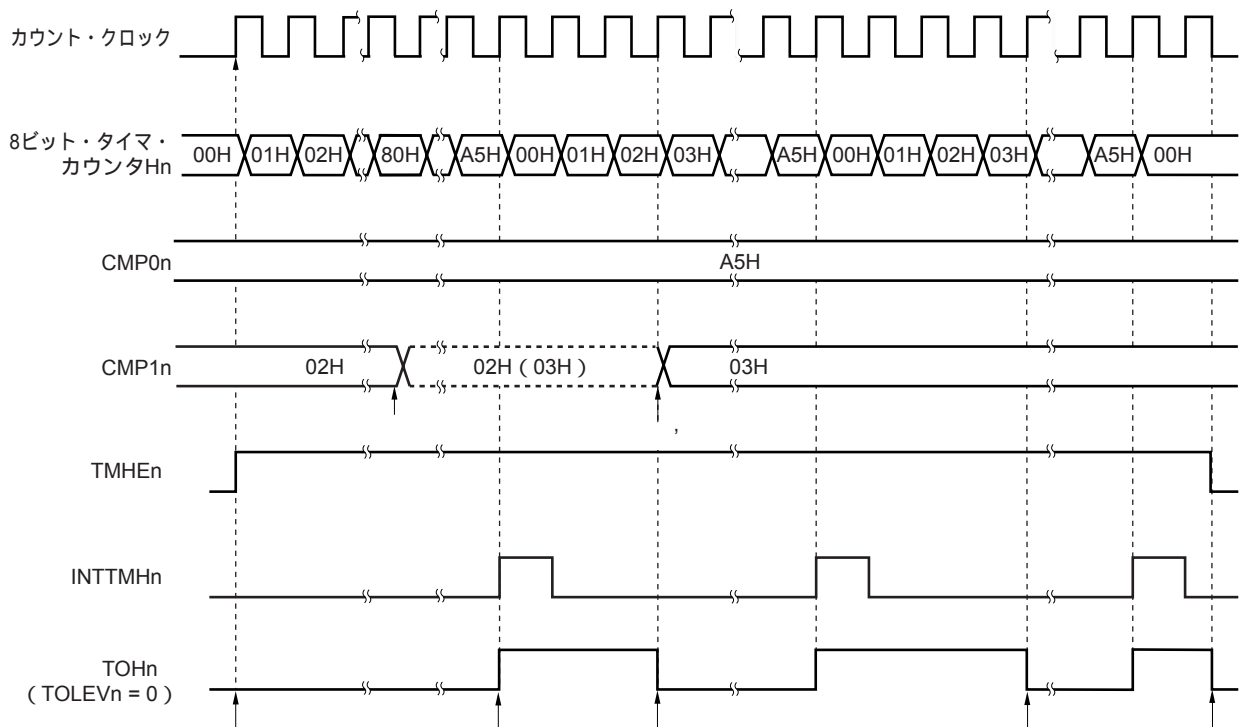 カウント・クロック
8ビット・タイマ・
カウンタHn
00H 01H 02H 80H A5H 00H 01H 02H 03H A5H 00H 01H 02H 03H A5H 00H
CMP0n
A5H
CMP1n
02H
02H（03H）
03H
,
TMHEn
INTTMHn
TOHn
（TOLEVn = 0）